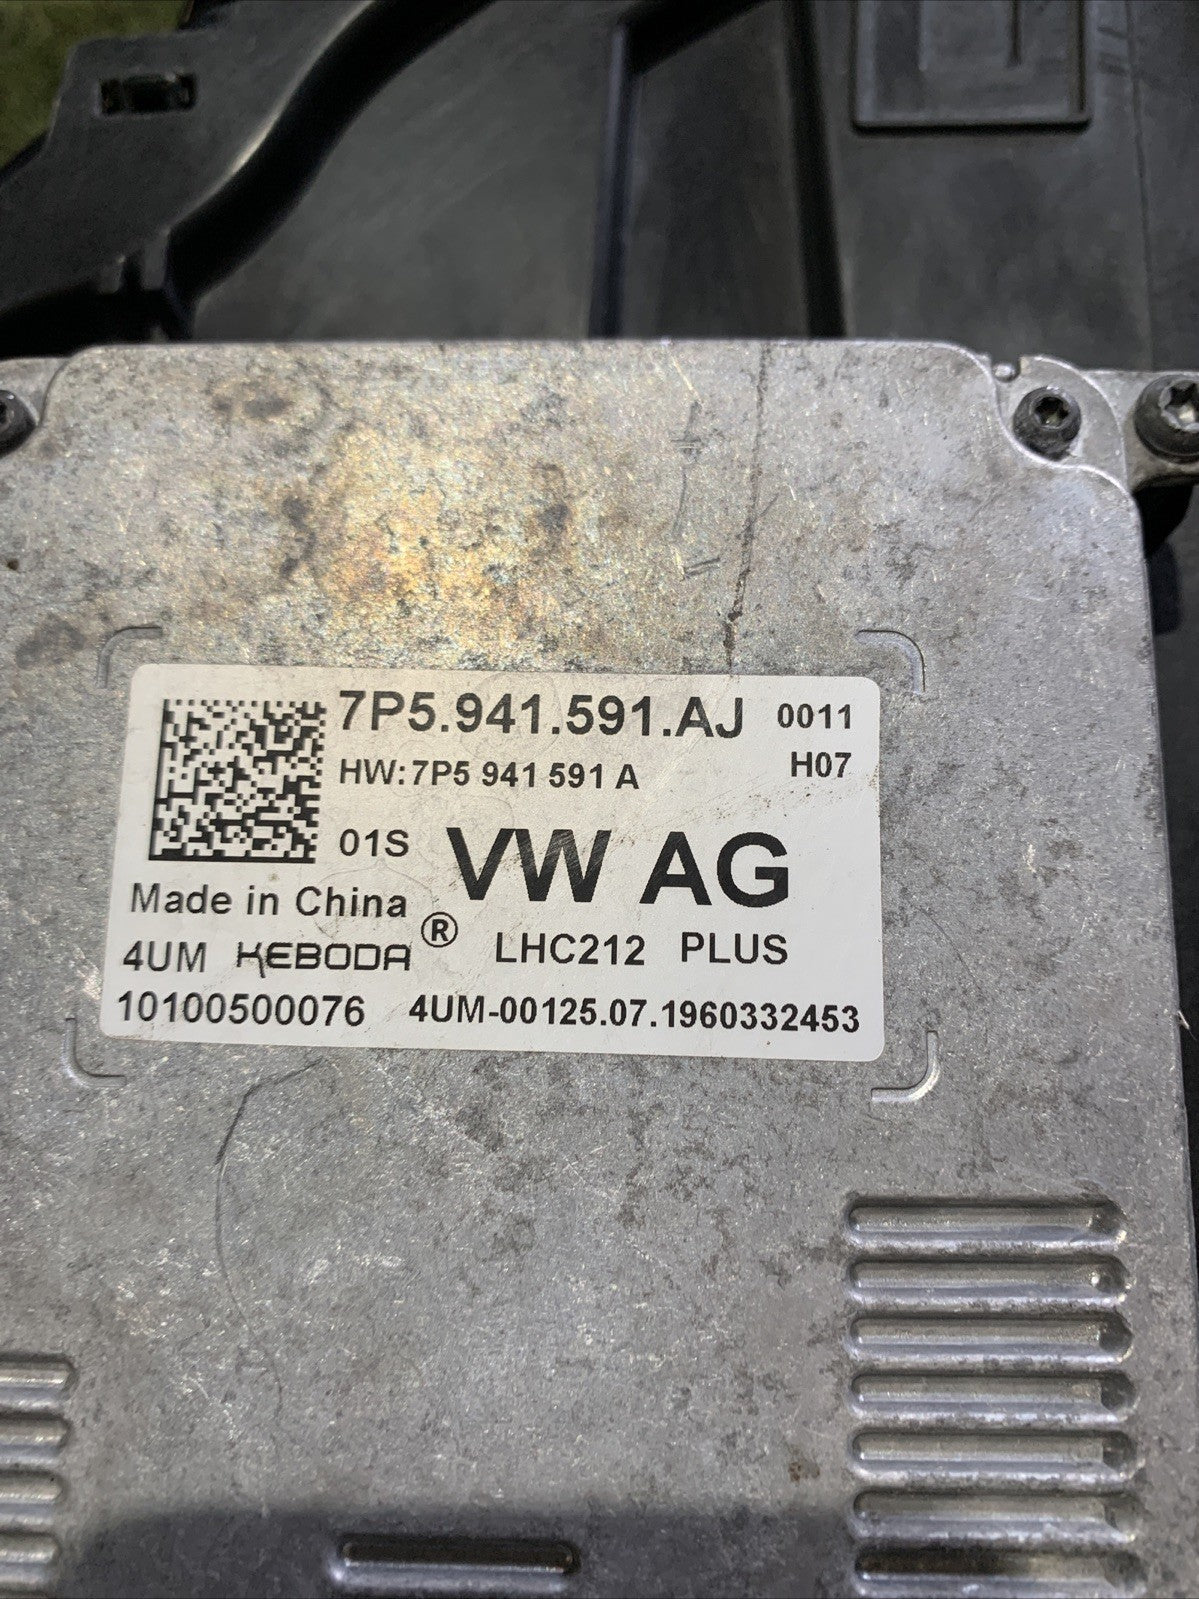 7P5.941.591.AJ 0011
HW:7P5 941 591 A H07
01S VW AG
Made in China
4UM KEBODA® LHC212 PLUS
10100500076 4UM-00125.07.1960332453